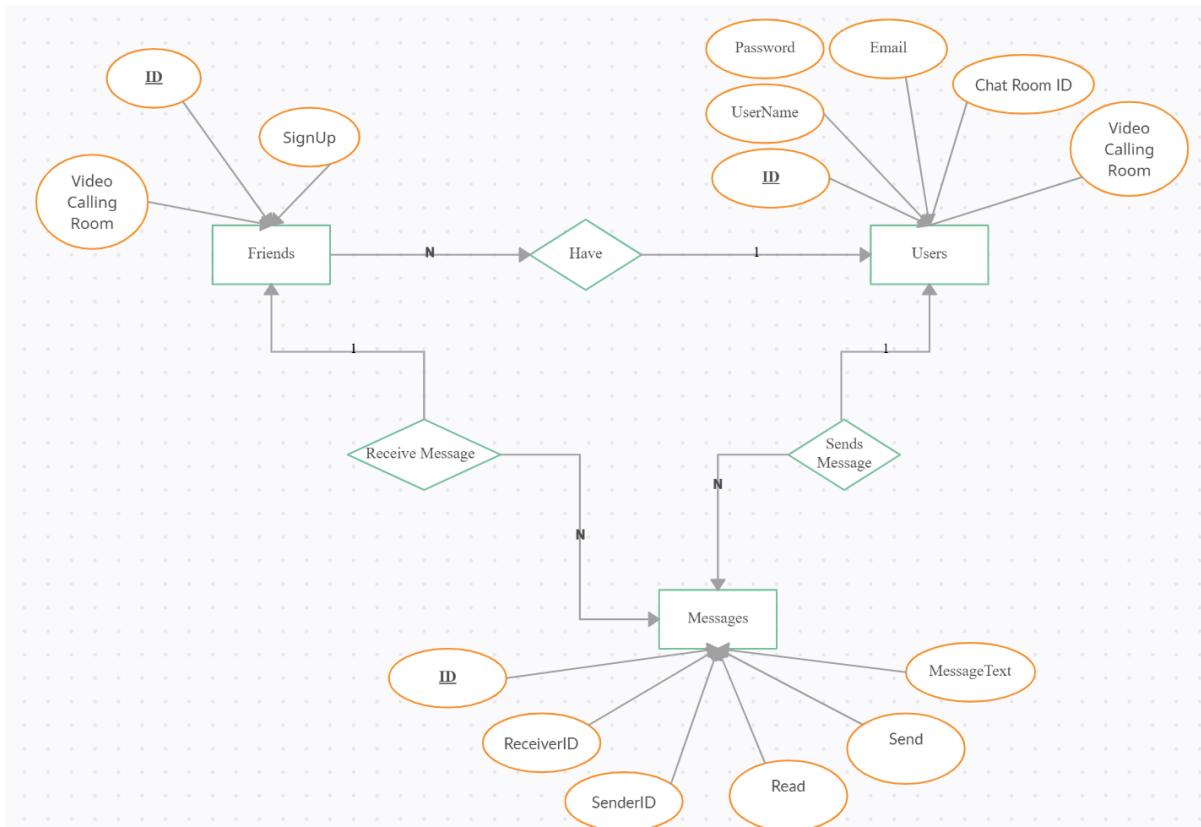 Password
Email
ID
Chat Room ID
UserName
SignUp
Video
Calling
Room
ID
Video
Calling
Room
Friends
N
Have
1
Users
1
1
Receive Message
Sends
Message
N
N
Messages
ID
MessageText
ReceiverID
Send
Read
SenderID